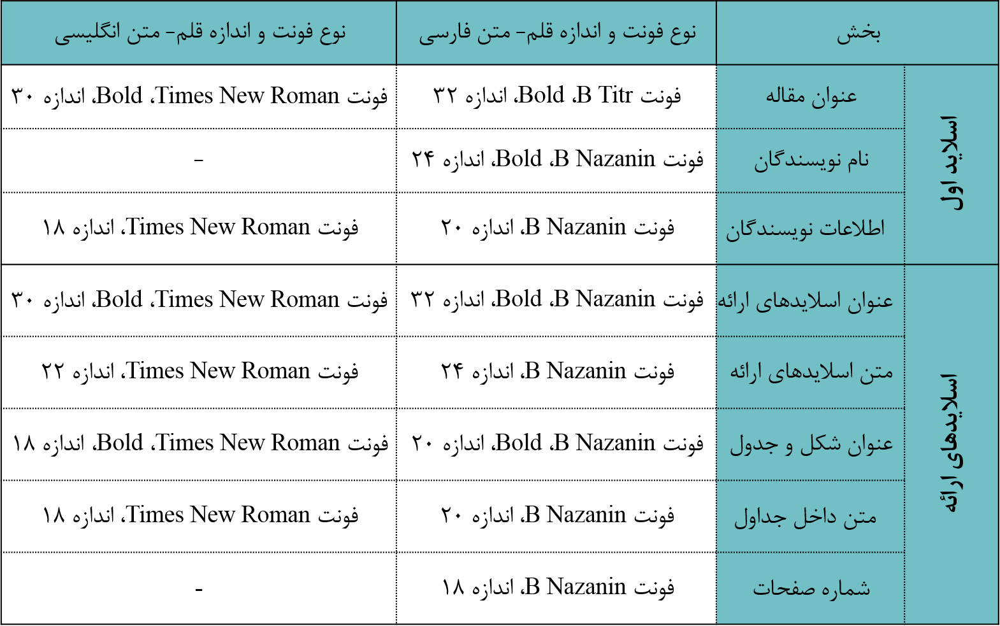 بخش
نوع فونت و اندازه قلم- متن فارسی
نوع فونت و اندازه قلم- متن انگلیسی
اسلاید اول
عنوان مقاله
فونت B Titr، Bold، اندازه ۳۲
فونت Times New Roman، Bold، اندازه ۳۰
نام نویسندگان
فونت B Nazanin، Bold، اندازه ۲۴
-
اطلاعات نویسندگان
فونت B Nazanin، اندازه ۲۰
فونت Times New Roman، اندازه ۱۸
اسلایدهای ارائه
عنوان اسلایدهای ارائه
فونت B Nazanin، Bold، اندازه ۳۲
فونت Times New Roman، Bold، اندازه ۳۰
متن اسلایدهای ارائه
فونت B Nazanin، اندازه ۲۴
فونت Times New Roman، اندازه ۲۲
عنوان شکل و جدول
فونت B Nazanin، Bold، اندازه ۲۰
فونت Times New Roman، Bold، اندازه ۱۸
متن داخل جداول
فونت B Nazanin، اندازه ۲۰
فونت Times New Roman، اندازه ۱۸
شماره صفحات
فونت B Nazanin، اندازه ۱۸
-